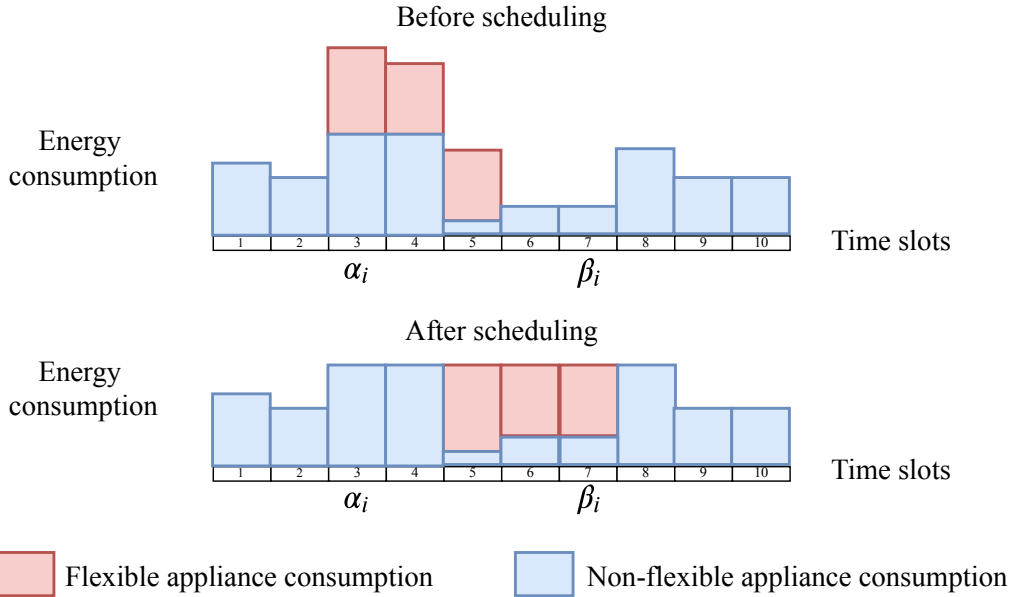 Before scheduling
Energy
consumption
1 2 3 4 5 6 7 8 9 10
Time slots
αᵢ βᵢ
After scheduling
Energy
consumption
1 2 3 4 5 6 7 8 9 10
Time slots
αᵢ βᵢ
Flexible appliance consumption Non-flexible appliance consumption